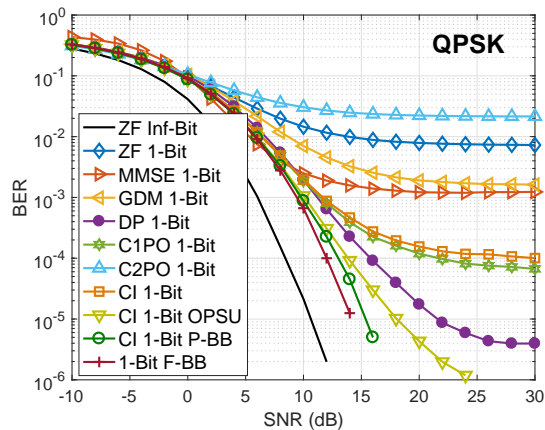 10^0
10^-1
10^-2
10^-3
10^-4
10^-5
10^-6
BER
QPSK
ZF Inf-Bit
ZF 1-Bit
MMSE 1-Bit
GDM 1-Bit
DP 1-Bit
C1PO 1-Bit
C2PO 1-Bit
CI 1-Bit
CI 1-Bit OPSU
CI 1-Bit P-BB
1-Bit F-BB
-10 -5 0 5 10 15 20 25 30
SNR (dB)